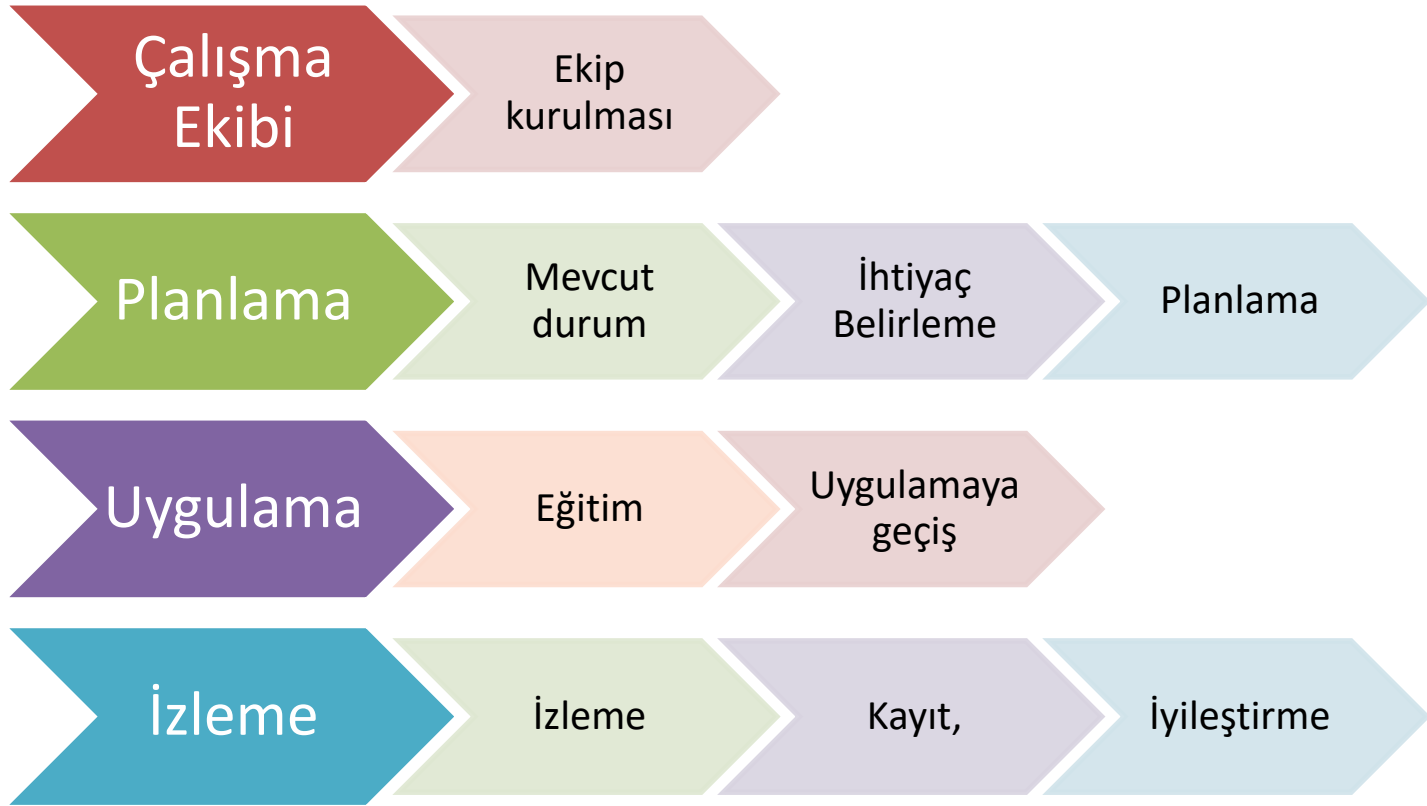 Çalışma
Ekibi
Ekip
kurulması
Planlama
Mevcut
durum
İhtiyaç
Belirleme
Planlama
Uygulama
Eğitim
Uygulamaya
geçiş
İzleme
İzleme
Kayıt,
İyileştirme